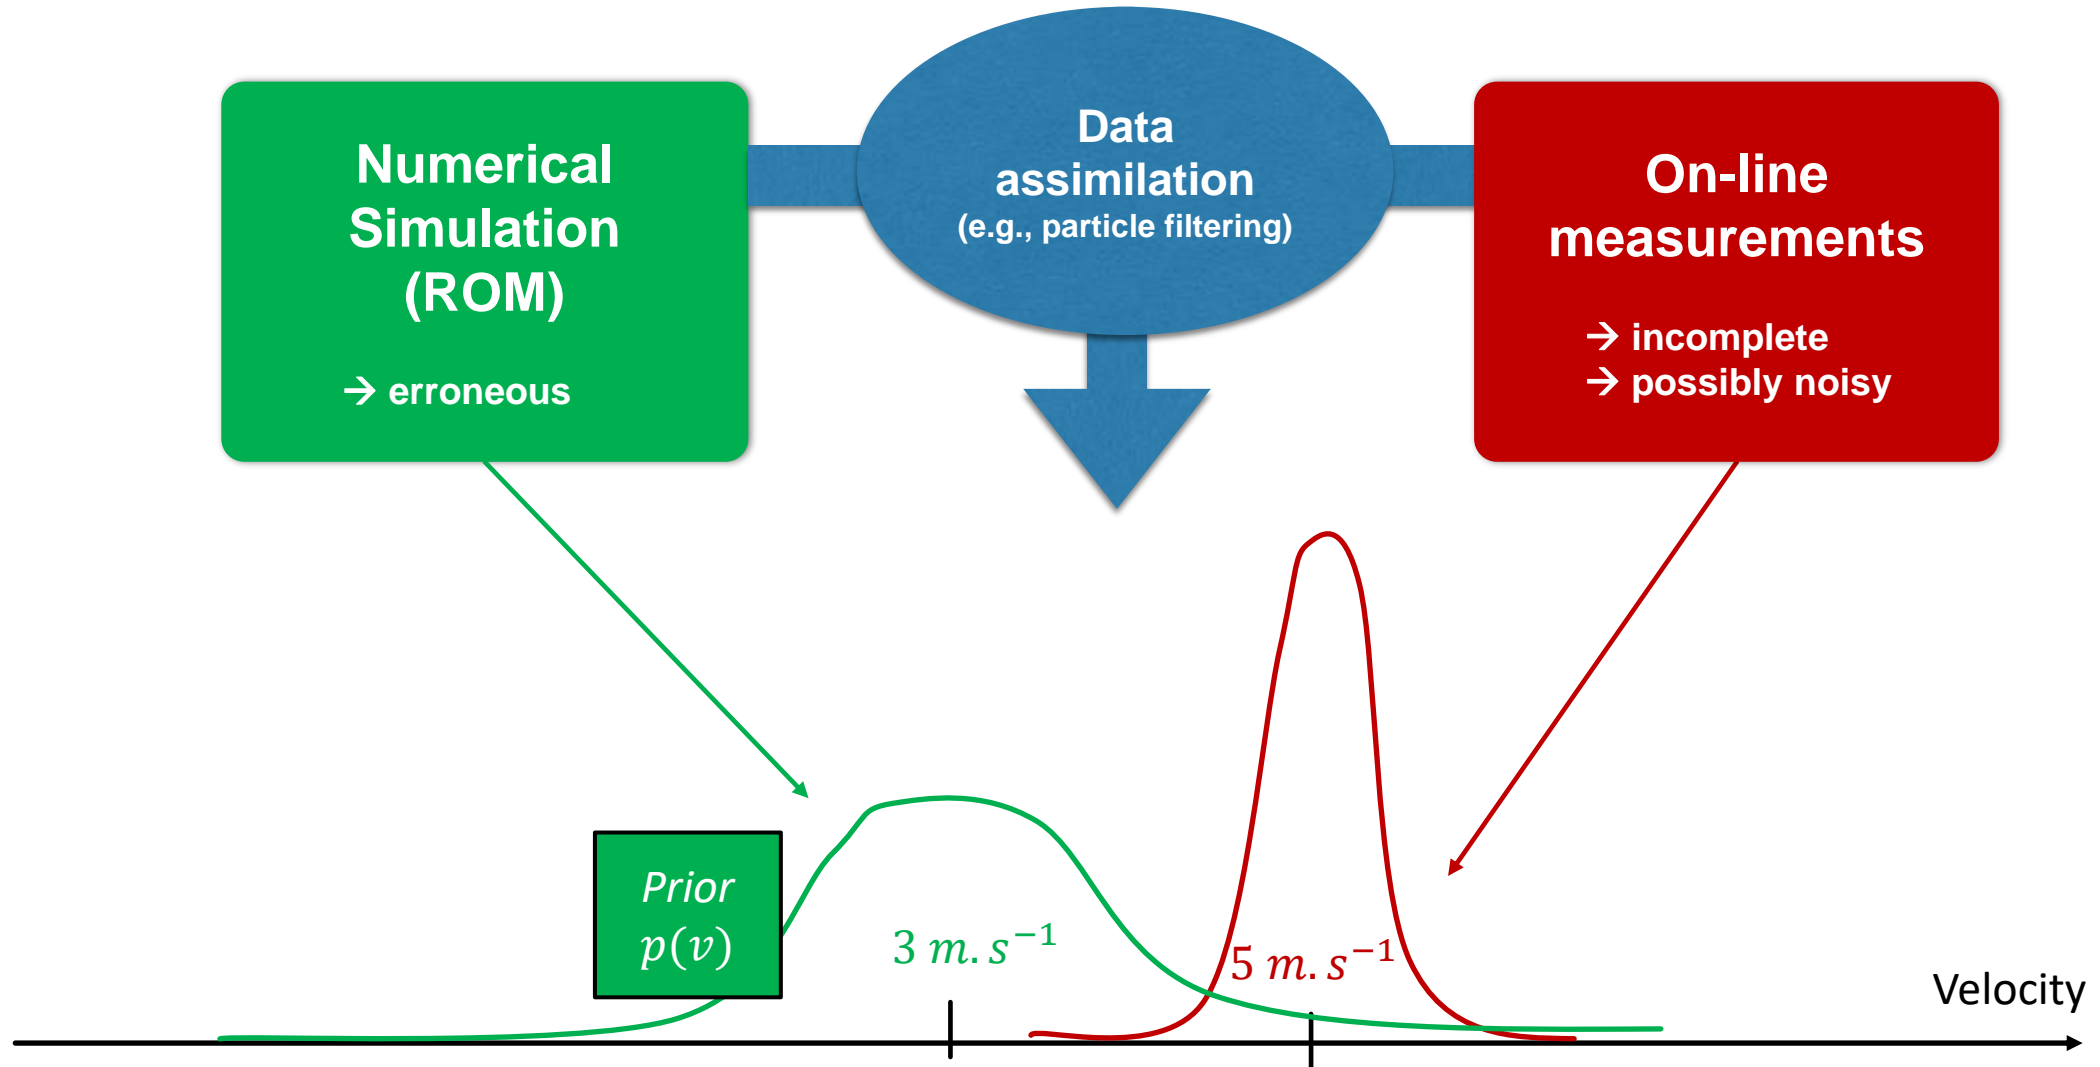 Numerical
Simulation
(ROM)
→ erroneous
Data
assimilation
(e.g., particle filtering)
On-line
measurements
→ incomplete
→ possibly noisy
Prior
p(v)
3 m.s⁻¹
5 m.s⁻¹
Velocity